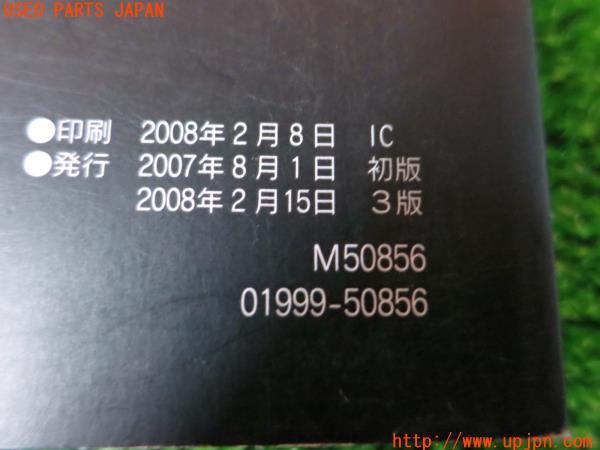 USED PARTS JAPAN
●印刷 2008年2月8日 IC
●発行 2007年8月1日 初版
2008年2月15日 3版
M50856
01999-50856
http://www.upjpn.com/